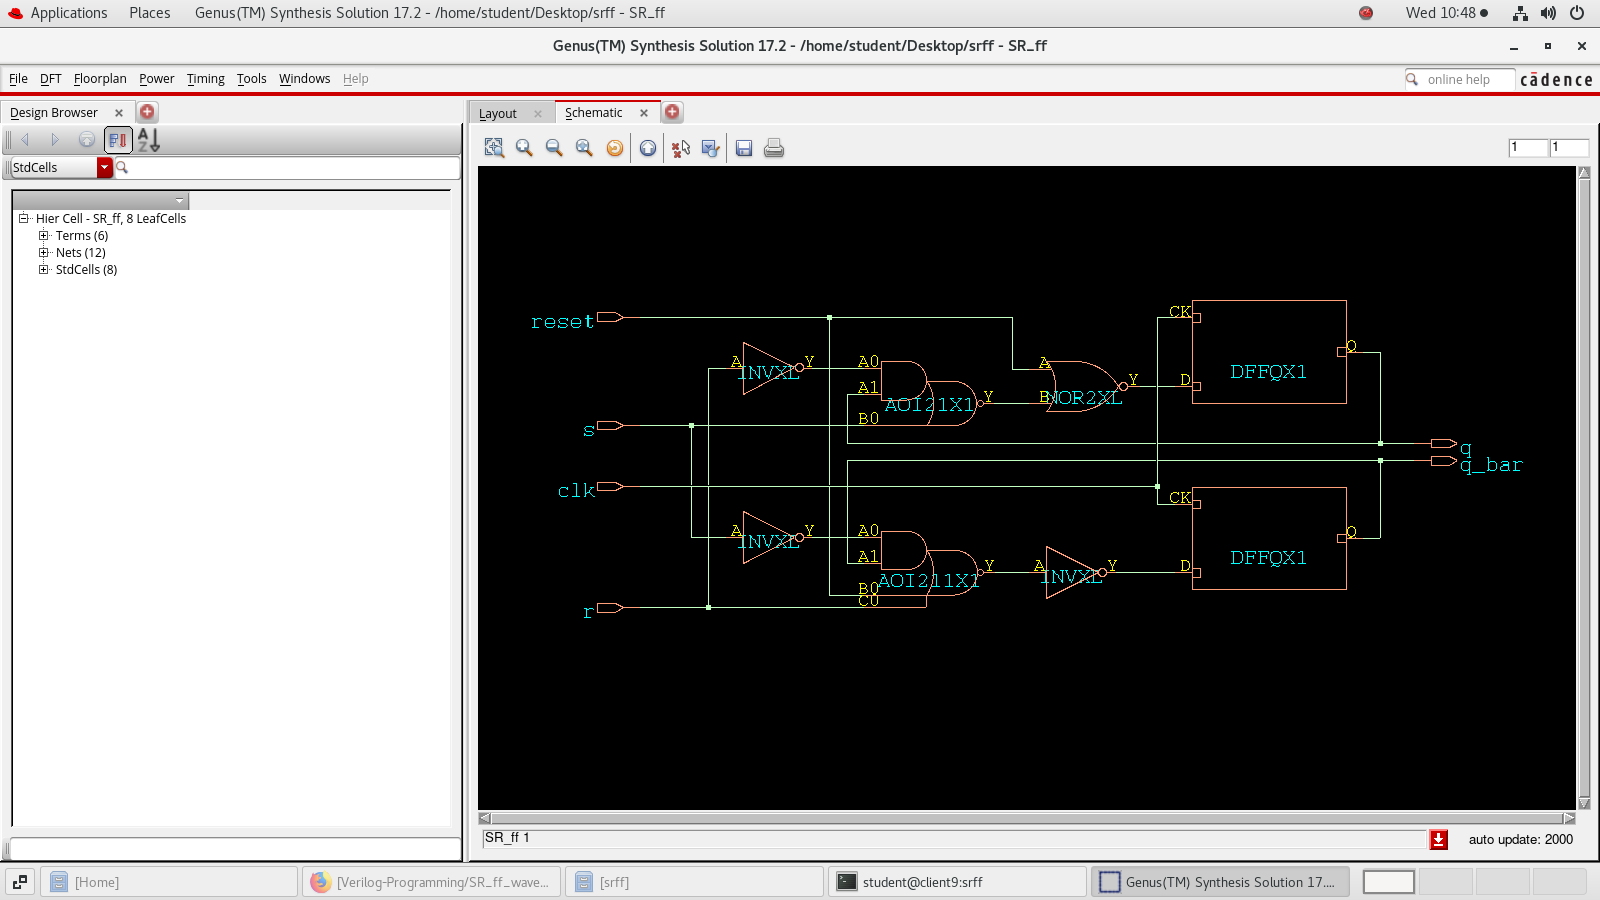 Applications Places Genus(TM) Synthesis Solution 17.2 - /home/student/Desktop/srff - SR_ff Wed 10:48
Genus(TM) Synthesis Solution 17.2 - /home/student/Desktop/srff - SR_ff
File DFT Floorplan Power Timing Tools Windows Help online help cādence
Design Browser
Layout Schematic
A Z
1 1
StdCells
Hier Cell - SR_ff, 8 LeafCells
Terms (6)
Nets (12)
StdCells (8)
reset
CK
A INVXL Y
A0
A1
B0
AOI21X1 Y
A
B
NOR2XL Y
D
DFFQX1
Q
s
q
q_bar
clk
CK
A INVXL Y
A0
A1
B0
C0
AOI211X1 Y
A INVXL Y
D
DFFQX1
Q
r
SR_ff 1
auto update: 2000
[Home] [Verilog-Programming/SR_ff_wave... [srff] student@client9:srff Genus(TM) Synthesis Solution 17....